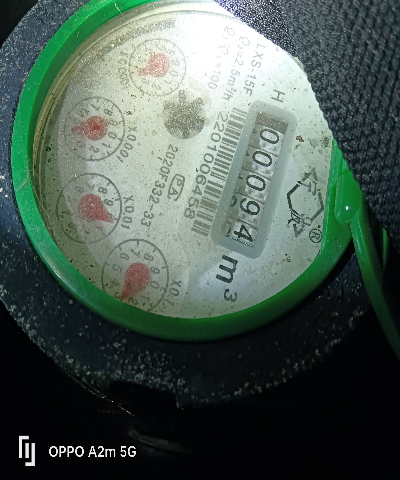 LXS-15F
Q₃=2.5m³/h
Q₃/Q₁=100
H
00094
m³
2201006458
2020F332-33
X0.0001
X0.001
X0.01
X0.1
®
OPPO A2m 5G